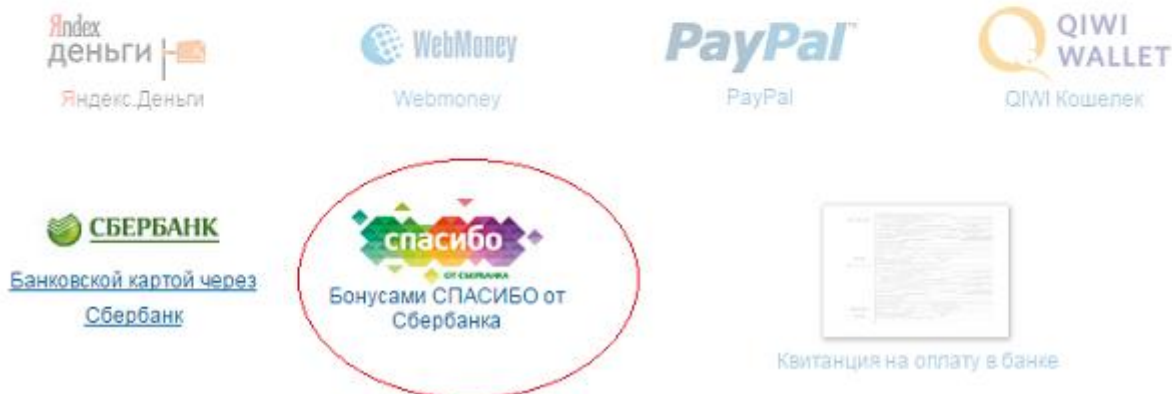 Яndex
деньги
WebMoney
PayPal™
QIWI
WALLET
Яндекс.Деньги
Webmoney
PayPal
QIWI Кошелек
СБЕРБАНК
спасибо
ОТ СБЕРБАНКА
Банковской картой через
Сбербанк
Бонусами СПАСИБО от
Сбербанка
Квитанция на оплату в банке